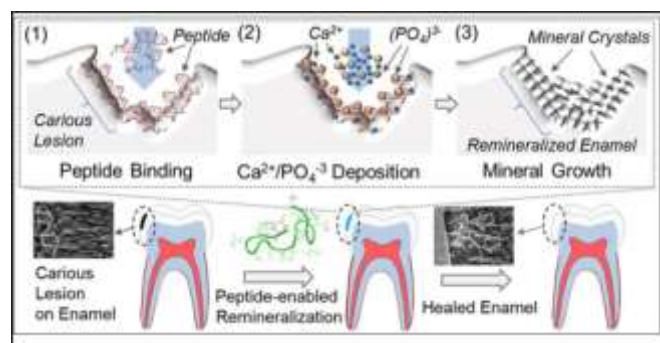 (1)
Peptide
Carious
Lesion
Peptide Binding
(2)
Ca²⁺
(PO₄)³⁻
Ca²⁺/PO₄⁻³ Deposition
(3)
Mineral Crystals
Remineralized Enamel
Mineral Growth
Carious
Lesion
on Enamel
Peptide-enabled
Remineralization
Healed Enamel